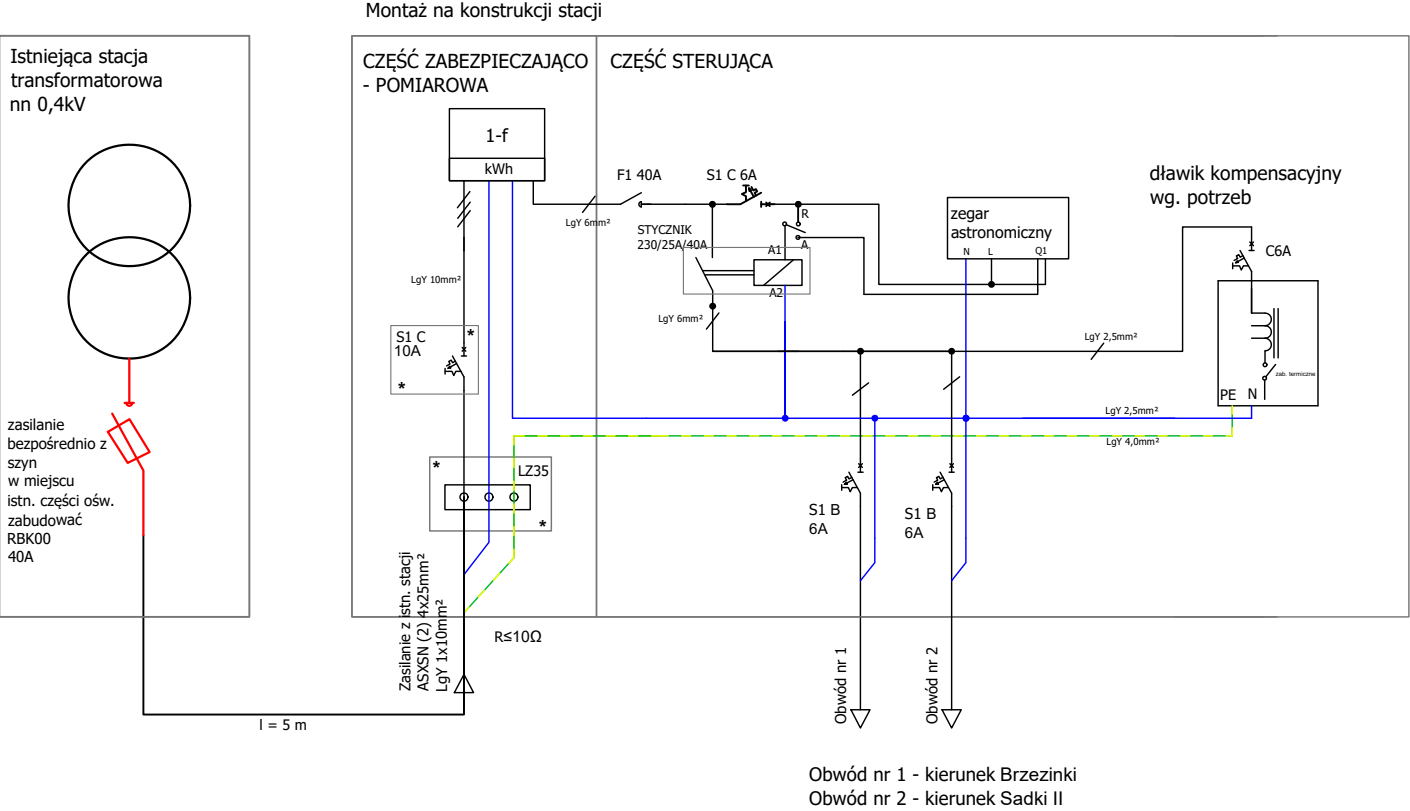 Montaż na konstrukcji stacji
Istniejąca stacja
transformatorowa
nn 0,4kV
CZĘŚĆ ZABEZPIECZAJĄCO
- POMIAROWA
CZĘŚĆ STERUJĄCA
1-f
kWh
F1 40A
S1 C 6A
LgY 6mm²
STYCZNIK
230/25A/40A
R
A
A1
A2
zegar
astronomiczny
N
L
Q1
dławik kompensacyjny
wg. potrzeb
C6A
LgY 10mm²
LgY 6mm²
LgY 2,5mm²
S1 C
10A
*
*
zab. termiczne
PE
N
LgY 2,5mm²
LgY 4,0mm²
zasilanie
bezpośrednio z
szyn
w miejscu
istn. części ośw.
zabudować
RBK00
40A
*
LZ35
*
S1 B
6A
S1 B
6A
Zasilanie z istn. stacji
ASXSN (2) 4x25mm²
LgY 1x10mm²
R≤10Ω
Obwód nr 1
Obwód nr 2
l = 5 m
Obwód nr 1 - kierunek Brzezinki
Obwód nr 2 - kierunek Sadki II